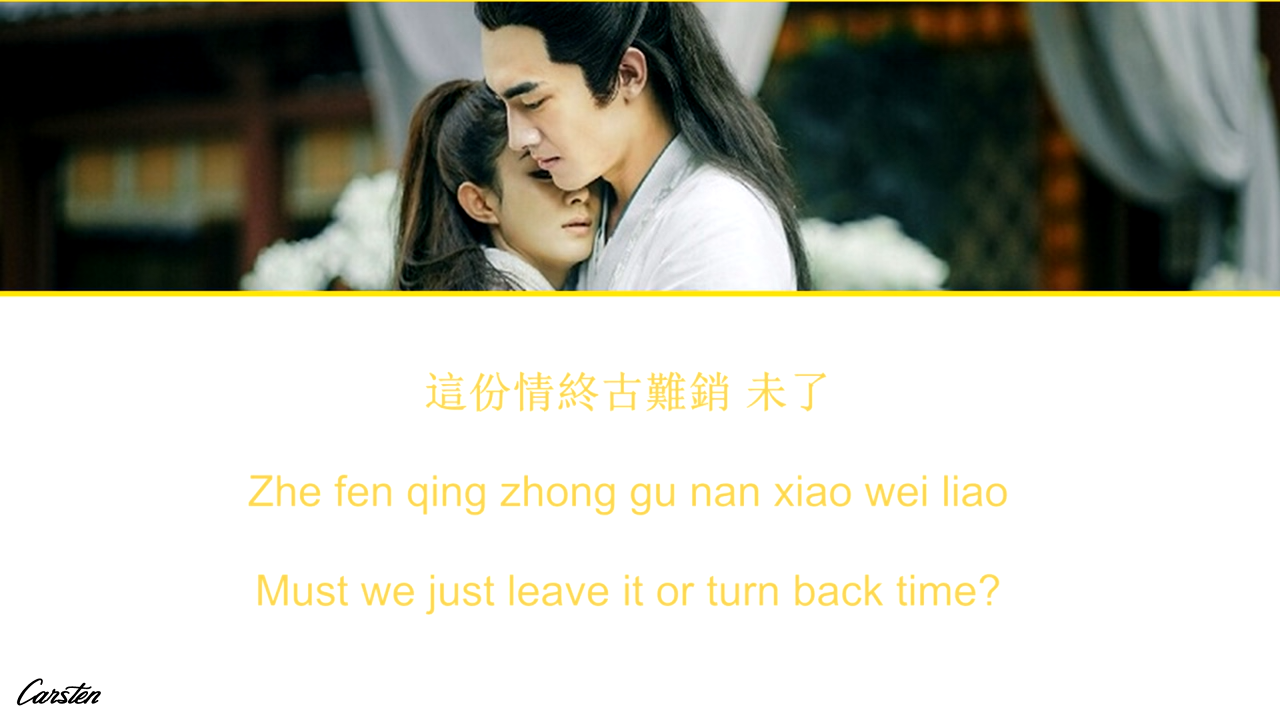 這份情終古難銷 未了
Zhe fen qing zhong gu nan xiao wei liao
Must we just leave it or turn back time?
Carsten